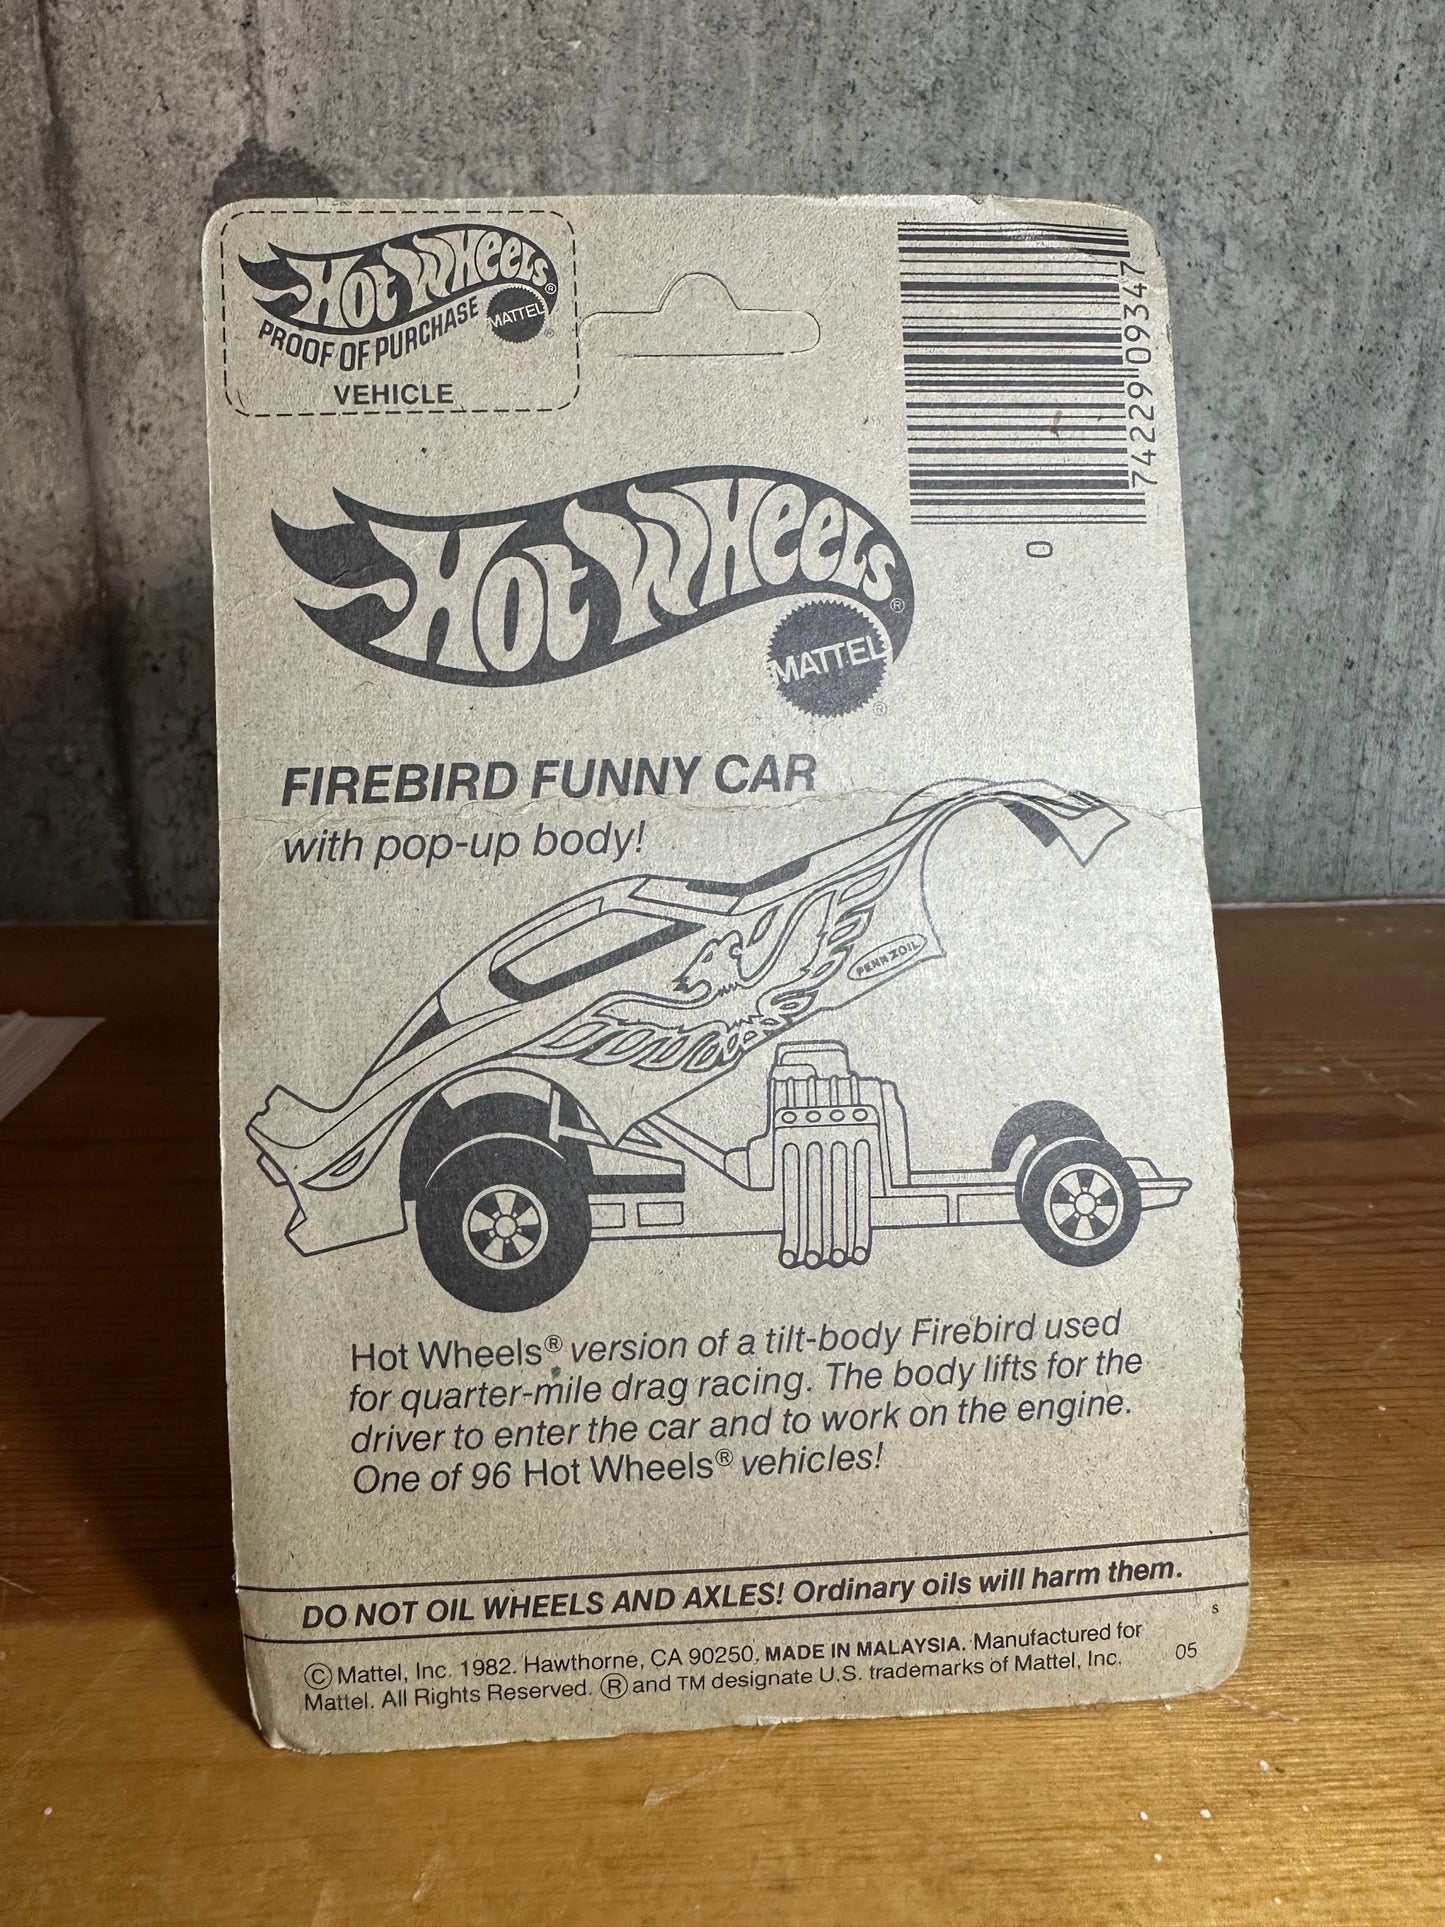 HOT WHEELS®
PROOF OF PURCHASE
MATTEL®
VEHICLE
74229 09347
0
HOT WHEELS®
MATTEL®
FIREBIRD FUNNY CAR
with pop-up body!
PENNZOIL
Hot Wheels® version of a tilt-body Firebird used
for quarter-mile drag racing. The body lifts for the
driver to enter the car and to work on the engine.
One of 96 Hot Wheels® vehicles!
DO NOT OIL WHEELS AND AXLES! Ordinary oils will harm them.
s
© Mattel, Inc. 1982. Hawthorne, CA 90250. MADE IN MALAYSIA. Manufactured for
Mattel. All Rights Reserved. ® and TM designate U.S. trademarks of Mattel, Inc.
05